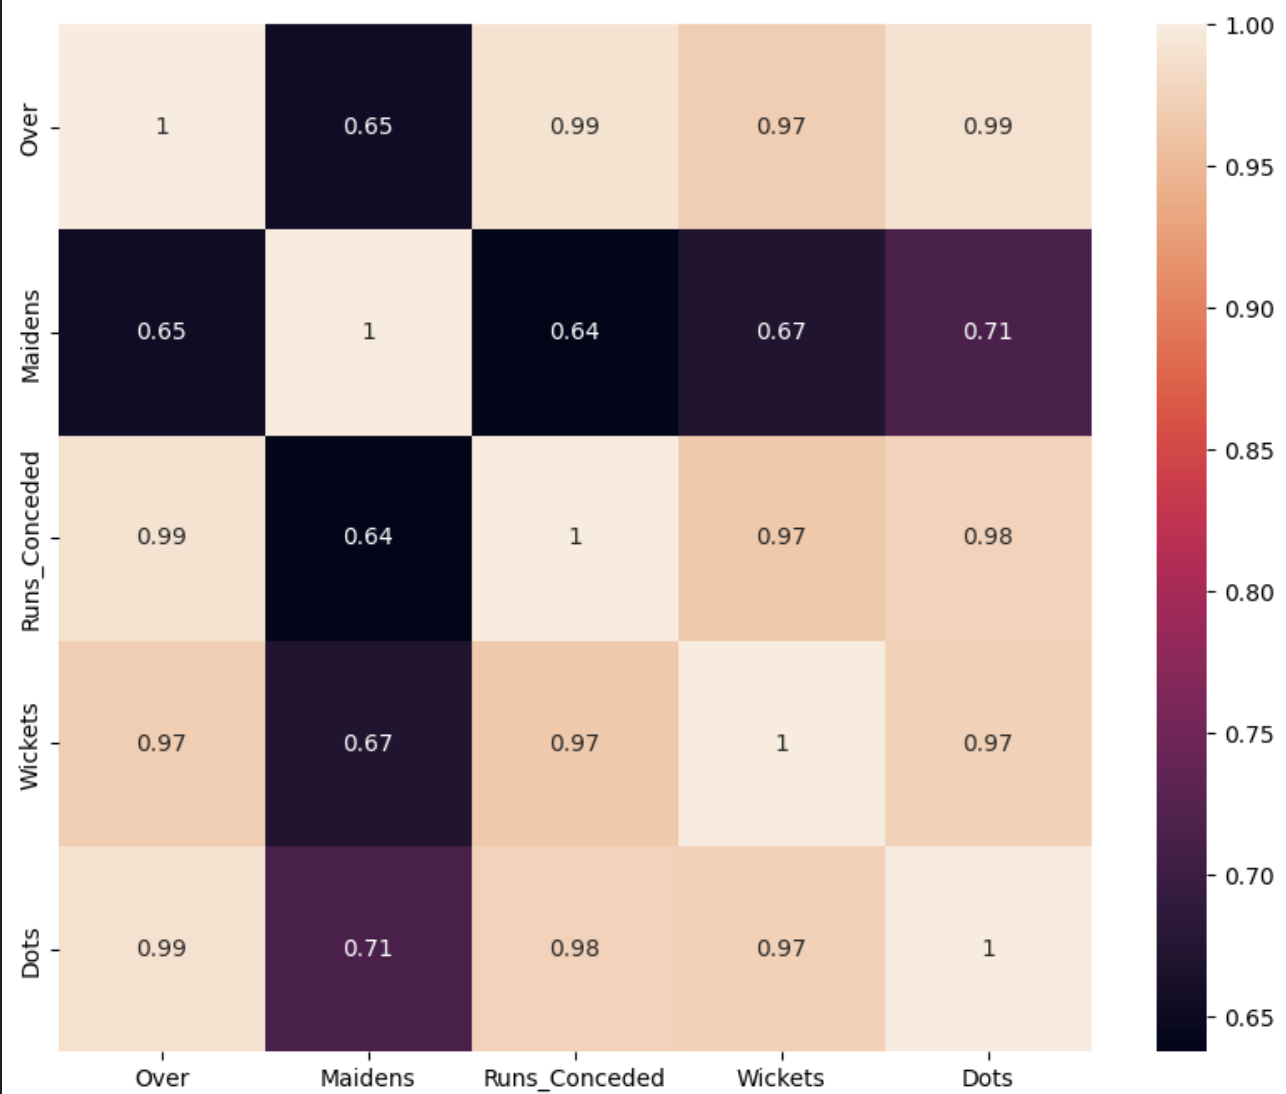 1.00
Over 1 0.65 0.99 0.97 0.99
0.95
0.90
Maidens 0.65 1 0.64 0.67 0.71
0.85
Runs_Conceded 0.99 0.64 1 0.97 0.98
0.80
0.75
Wickets 0.97 0.67 0.97 1 0.97
0.70
Dots 0.99 0.71 0.98 0.97 1
0.65
Over Maidens Runs_Conceded Wickets Dots